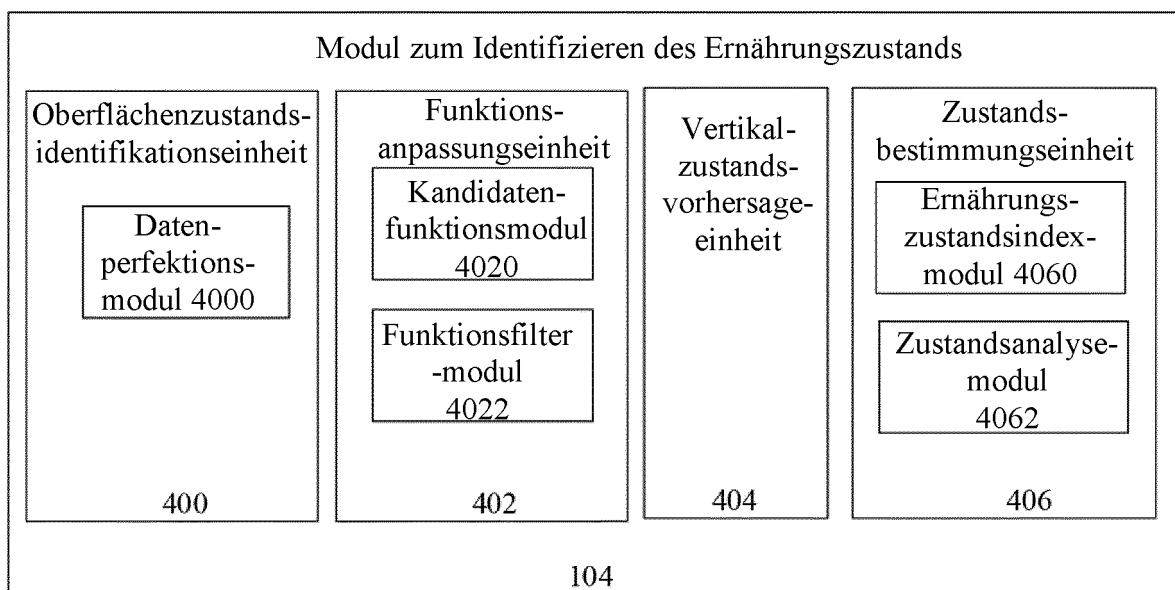 Modul zum Identifizieren des Ernährungszustands
Oberflächenzustands-
identifikationseinheit
Daten-
perfektions-
modul 4000
400
Funktions-
anpassungseinheit
Kandidaten-
funktionsmodul
4020
Funktionsfilter
-modul
4022
402
Vertikal-
zustands-
vorhersage-
einheit
404
Zustands-
bestimmungseinheit
Ernährungs-
zustandsindex-
modul 4060
Zustandsanalyse-
modul
4062
406
104